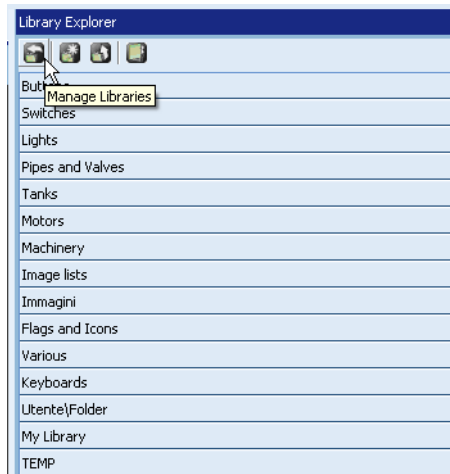 Library Explorer
Manage Libraries
Switches
Lights
Pipes and Valves
Tanks
Motors
Machinery
Image lists
Immagini
Flags and Icons
Various
Keyboards
Utente\Folder
My Library
TEMP